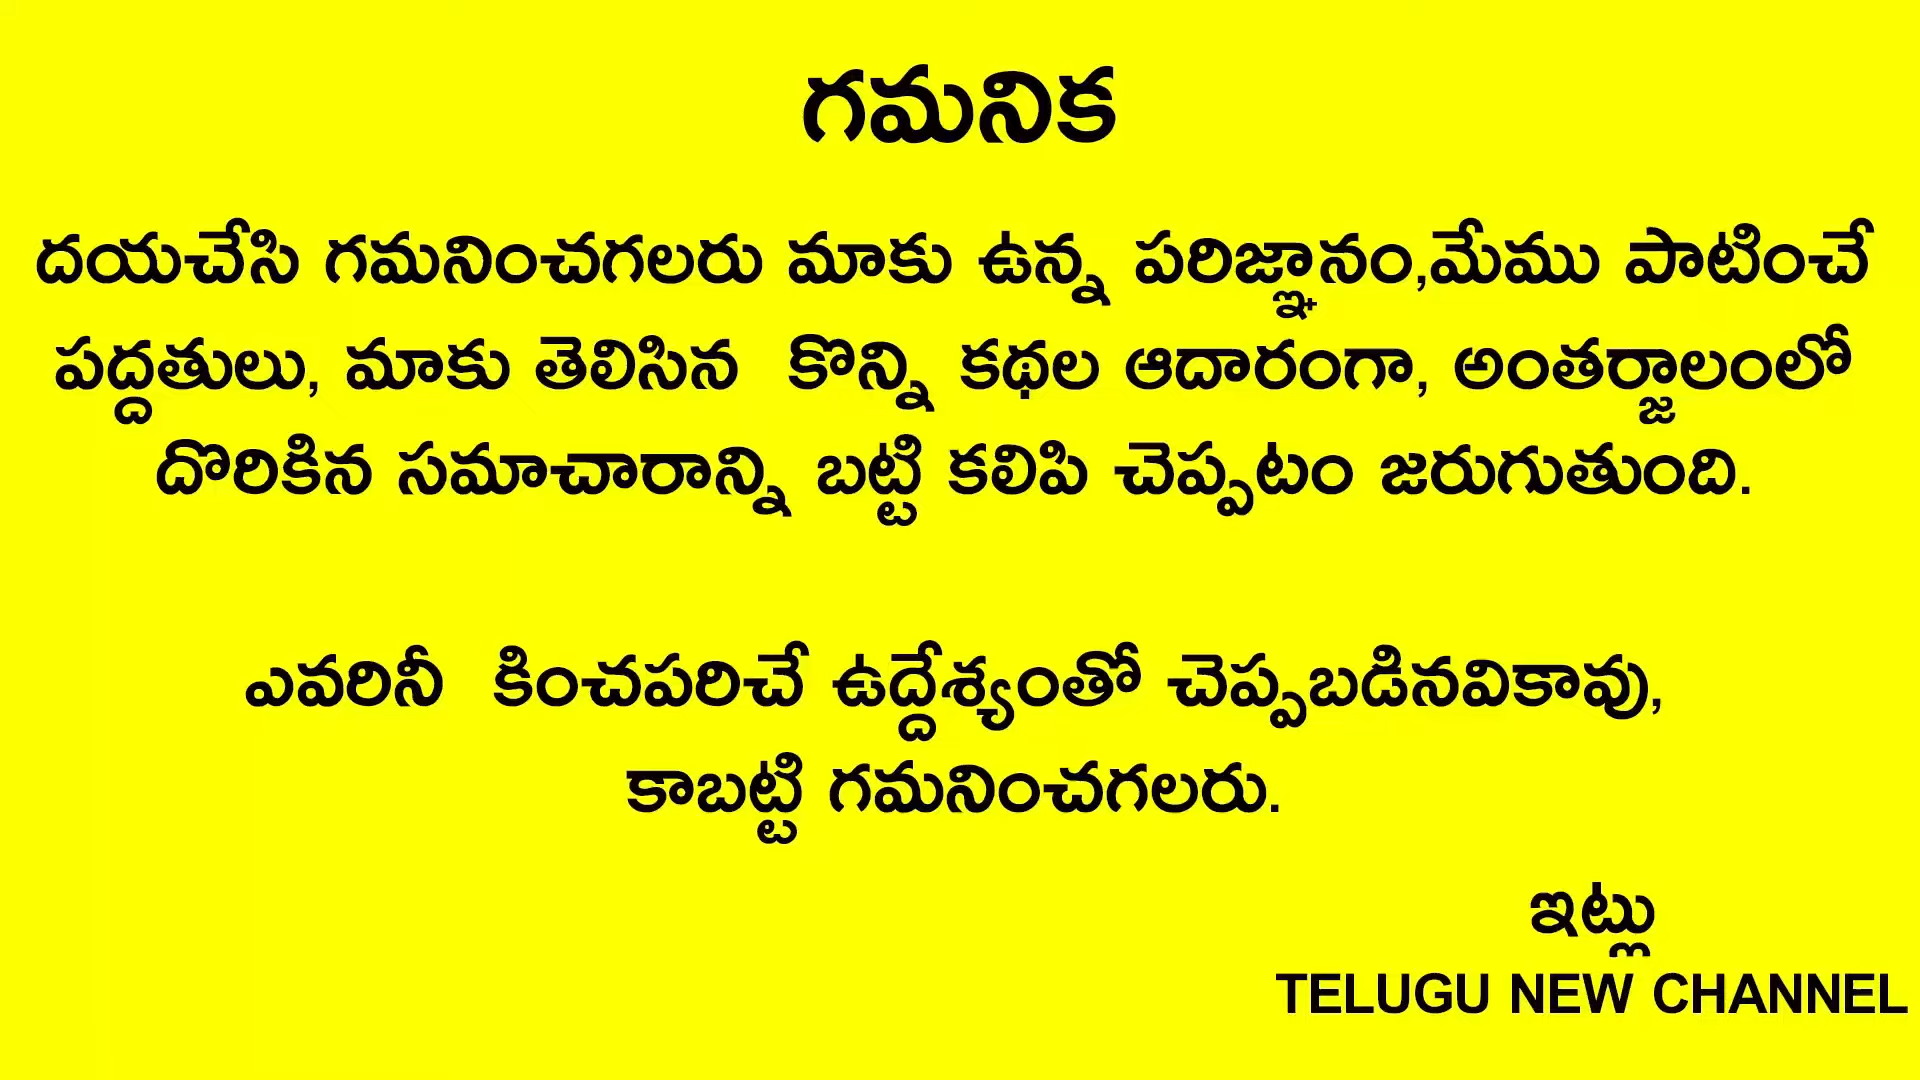 గమనిక
దయచేసి గమనించగలరు మాకు ఉన్న పరిజ్ఞానం,మేము పాటించే
పద్దతులు, మాకు తెలిసిన కొన్ని కథల ఆదారంగా, అంతర్జాలంలో
దొరికిన సమాచారాన్ని బట్టి కలిపి చెప్పటం జరుగుతుంది.
ఎవరినీ కించపరిచే ఉద్దేశ్యంతో చెప్పబడినవికావు,
కాబట్టి గమనించగలరు.
ఇట్లు
TELUGU NEW CHANNEL